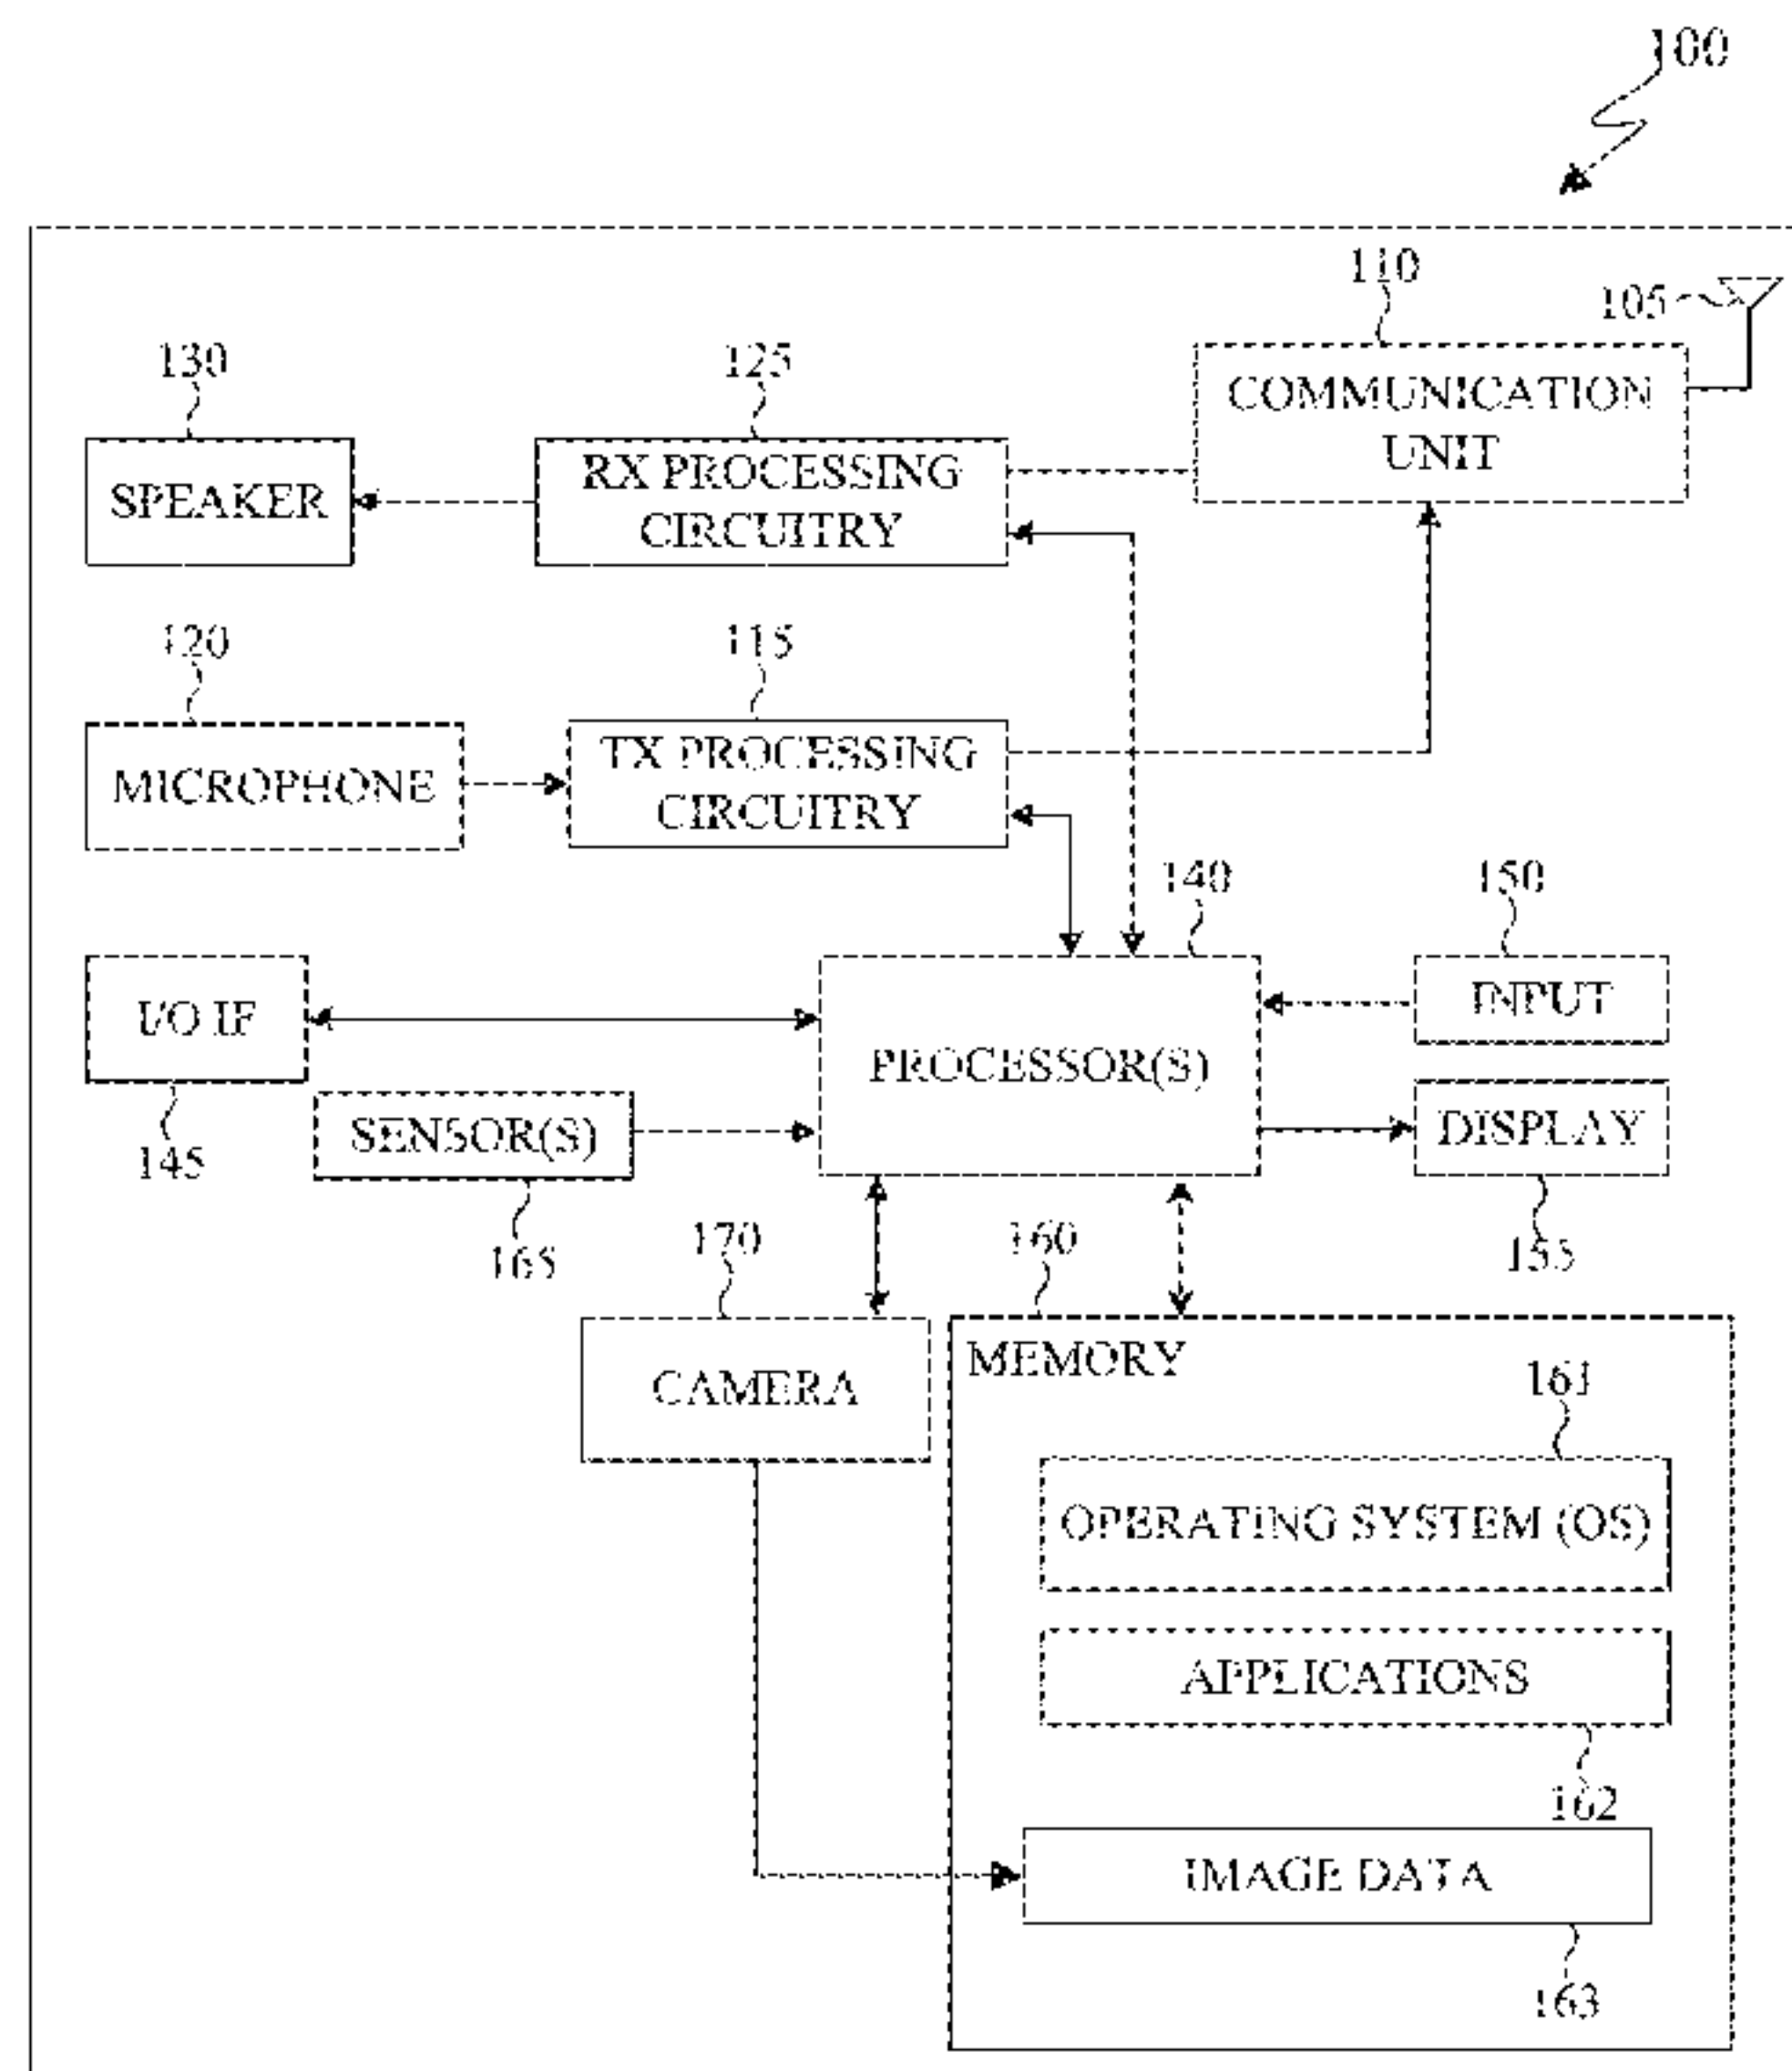 100
110
105
130
125
COMMUNICATION
UNIT
SPEAKER
RX PROCESSING
CIRCUITRY
120
115
MICROPHONE
TX PROCESSING
CIRCUITRY
140
150
I/O IF
INPUT
PROCESSOR(S)
SENSOR(S)
DISPLAY
145
165
170
160
155
MEMORY
CAMERA
161
OPERATING SYSTEM (OS)
APPLICATIONS
162
IMAGE DATA
163